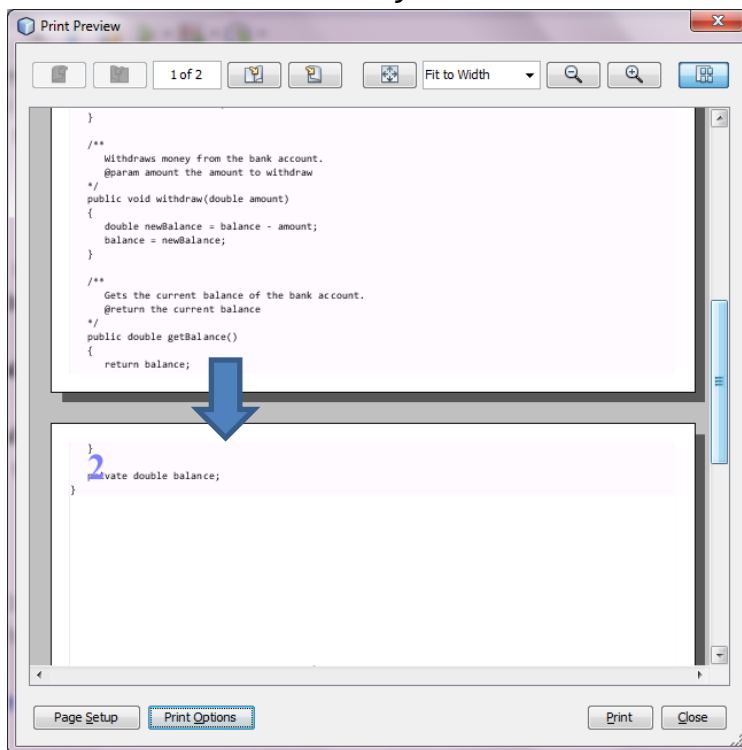 Print Preview
1 of 2 Fit to Width
}
/**
Withdraws money from the bank account.
@param amount the amount to withdraw
*/
public void withdraw(double amount)
{
double newBalance = balance - amount;
balance = newBalance;
}
/**
Gets the current balance of the bank account.
@return the current balance
*/
public double getBalance()
{
return balance;
}
2
private double balance;
}
Page Setup Print Options Print Close